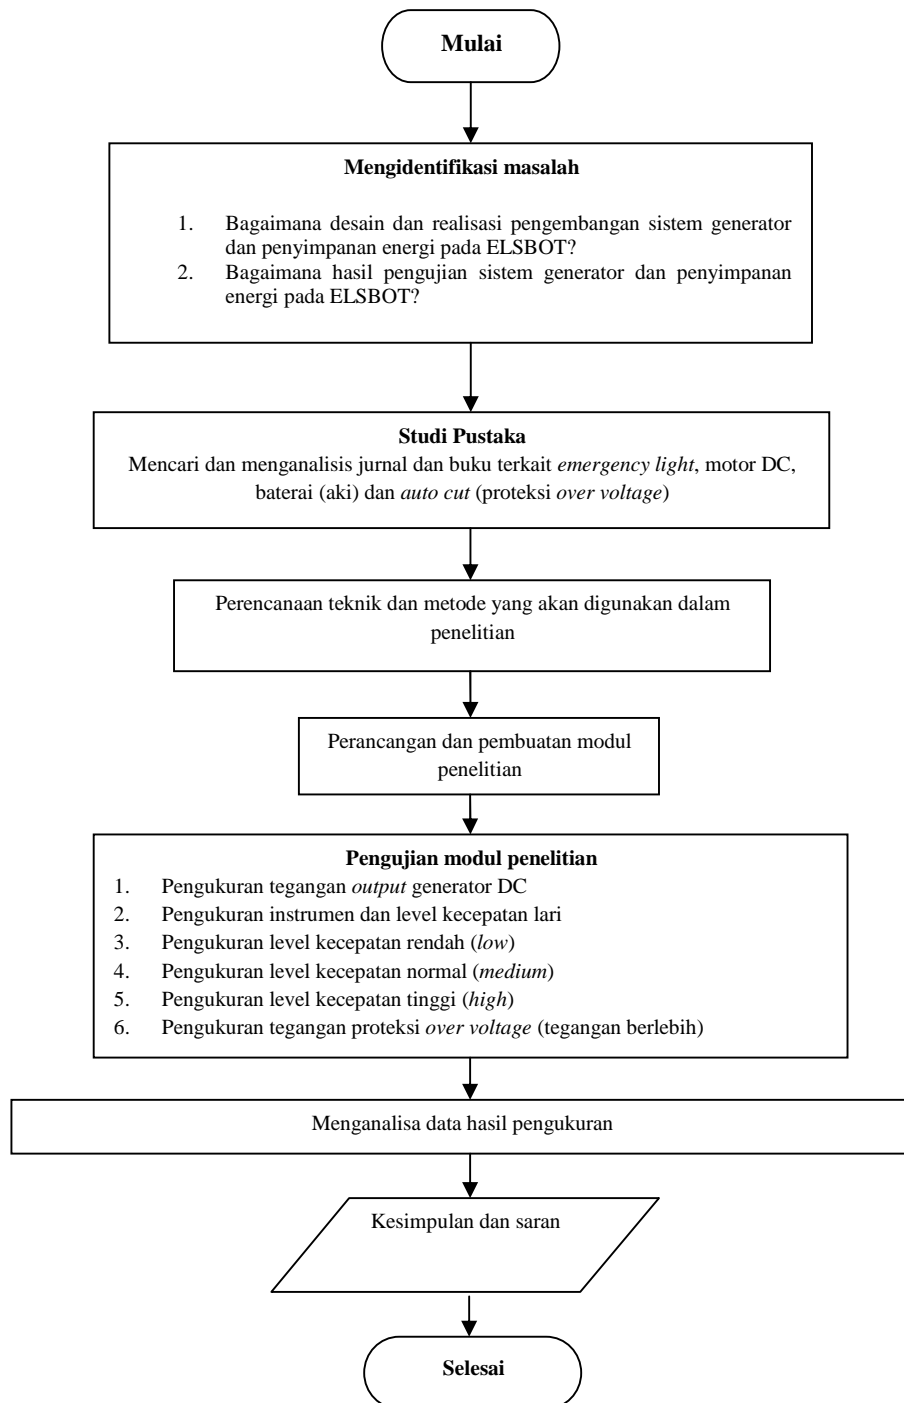 Mulai
Mengidentifikasi masalah
1. Bagaimana desain dan realisasi pengembangan sistem generator
dan penyimpanan energi pada ELSBOT?
2. Bagaimana hasil pengujian sistem generator dan penyimpanan
energi pada ELSBOT?
Studi Pustaka
Mencari dan menganalisis jurnal dan buku terkait emergency light, motor DC,
baterai (aki) dan auto cut (proteksi over voltage)
Perencanaan teknik dan metode yang akan digunakan dalam
penelitian
Perancangan dan pembuatan modul
penelitian
Pengujian modul penelitian
1. Pengukuran tegangan output generator DC
2. Pengukuran instrumen dan level kecepatan lari
3. Pengukuran level kecepatan rendah (low)
4. Pengukuran level kecepatan normal (medium)
5. Pengukuran level kecepatan tinggi (high)
6. Pengukuran tegangan proteksi over voltage (tegangan berlebih)
Menganalisa data hasil pengukuran
Kesimpulan dan saran
Selesai